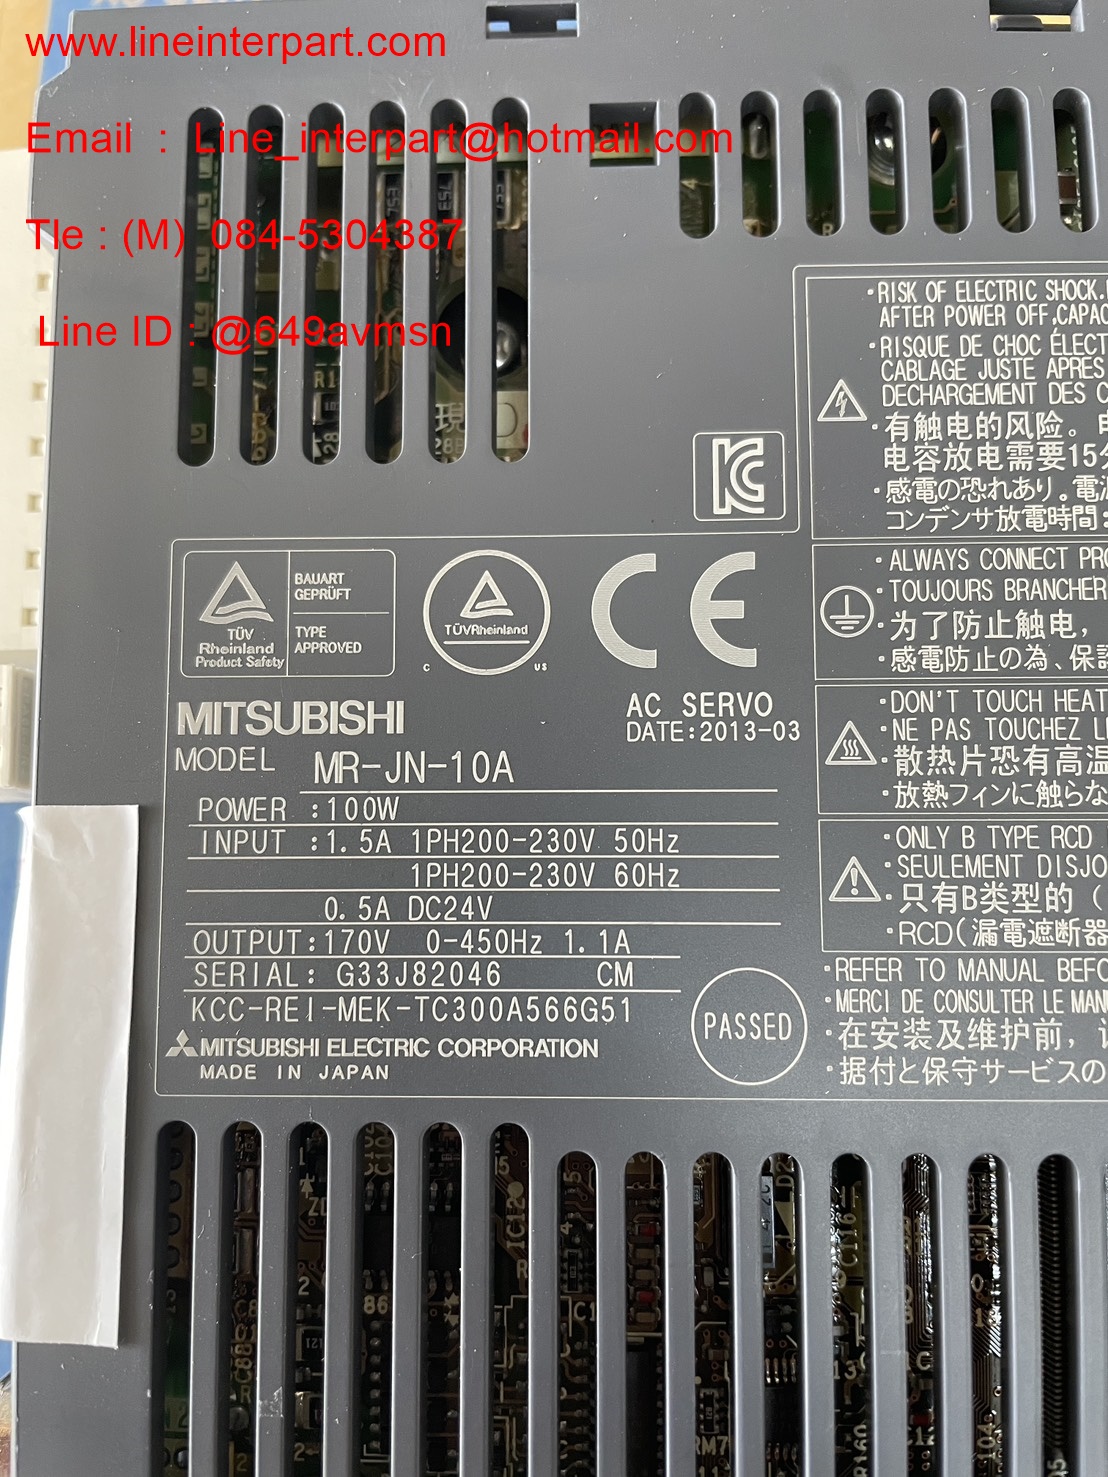 www.lineinterpart.com
Email : Line_interpart@hotmail.com
Tle : (M) 084-5304387
Line ID : @649avmsn
·RISK OF ELECTRIC SHOCK.
AFTER POWER OFF,CAPAC
·RISQUE DE CHOC ÉLECT
CABLAGE JUSTE APRES
DECHARGEMENT DES C
·有触电的风险。
电容放电需要15分
·感電の恐れあり。電源
コンデンサ放電時間:
·ALWAYS CONNECT PRO
·TOUJOURS BRANCHER
·为了防止触电，
·感電防止の為、保
·DON'T TOUCH HEAT
·NE PAS TOUCHEZ LE
·散热片恐有高温
·放熱フィンに触らな
·ONLY B TYPE RCD
·SEULEMENT DISJO
·只有B类型的(
·RCD(漏電遮断器
·REFER TO MANUAL BEFO
·MERCI DE CONSULTER LE MAN
·在安装及维护前，
·据付と保守サービスの
BAUART
GEPRÜFT
TÜV
Rheinland
Product Safety
TYPE
APPROVED
TÜVRheinland
C US
CE
MITSUBISHI
AC SERVO
DATE:2013-03
MODEL MR-JN-10A
POWER :100W
INPUT :1.5A 1PH200-230V 50Hz
1PH200-230V 60Hz
0.5A DC24V
OUTPUT:170V 0-450Hz 1.1A
SERIAL: G33J82046 CM
KCC-REI-MEK-TC300A566G51
PASSED
MITSUBISHI ELECTRIC CORPORATION
MADE IN JAPAN